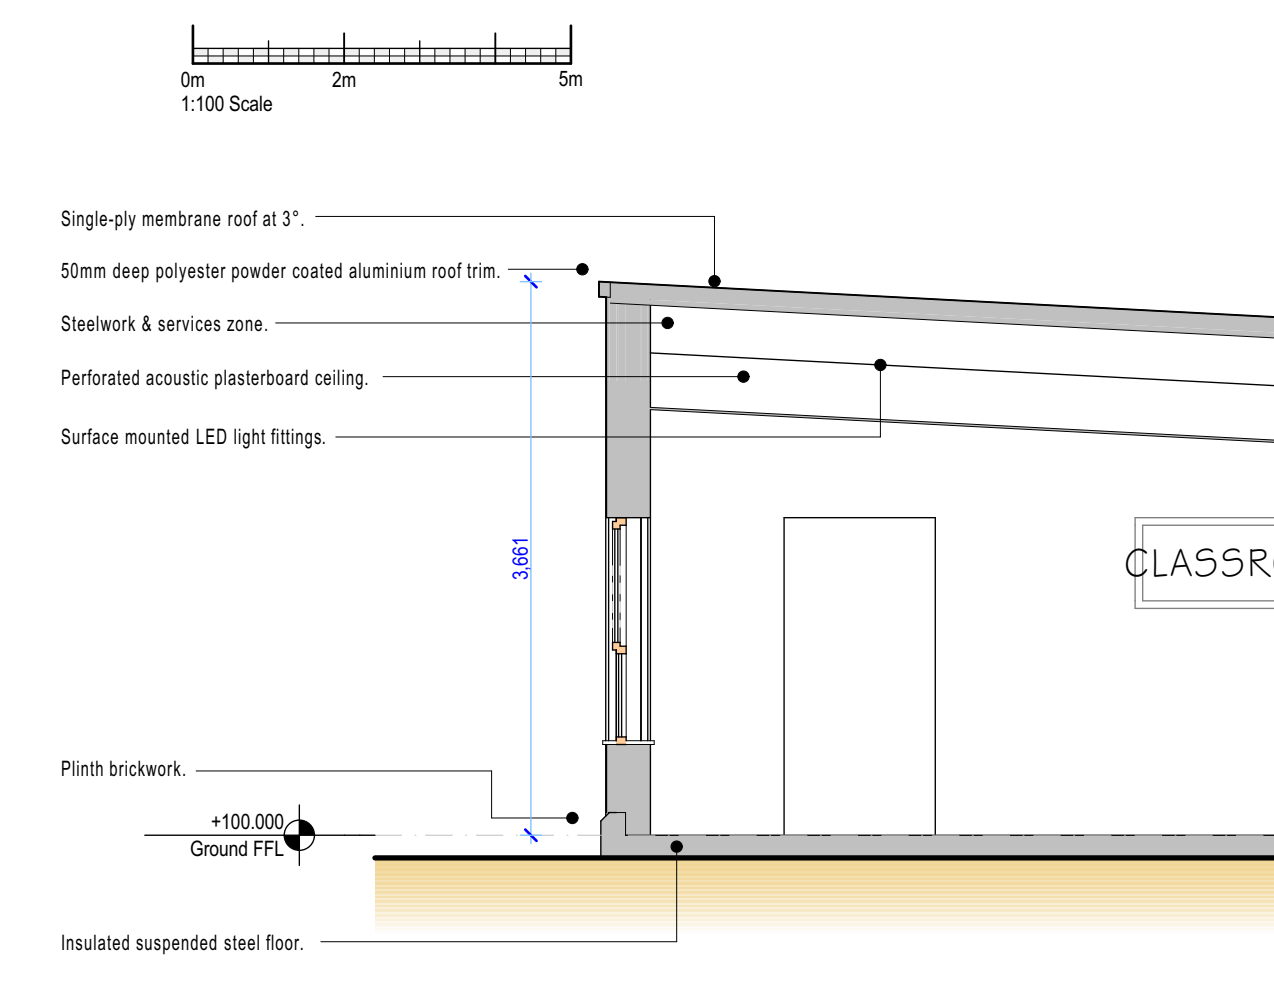 0m 2m 5m
1:100 Scale
Single-ply membrane roof at 3°.
50mm deep polyester powder coated aluminium roof trim.
Steelwork & services zone.
Perforated acoustic plasterboard ceiling.
Surface mounted LED light fittings.
3,661
CLASSRO
Plinth brickwork.
+100.000
Ground FFL
Insulated suspended steel floor.